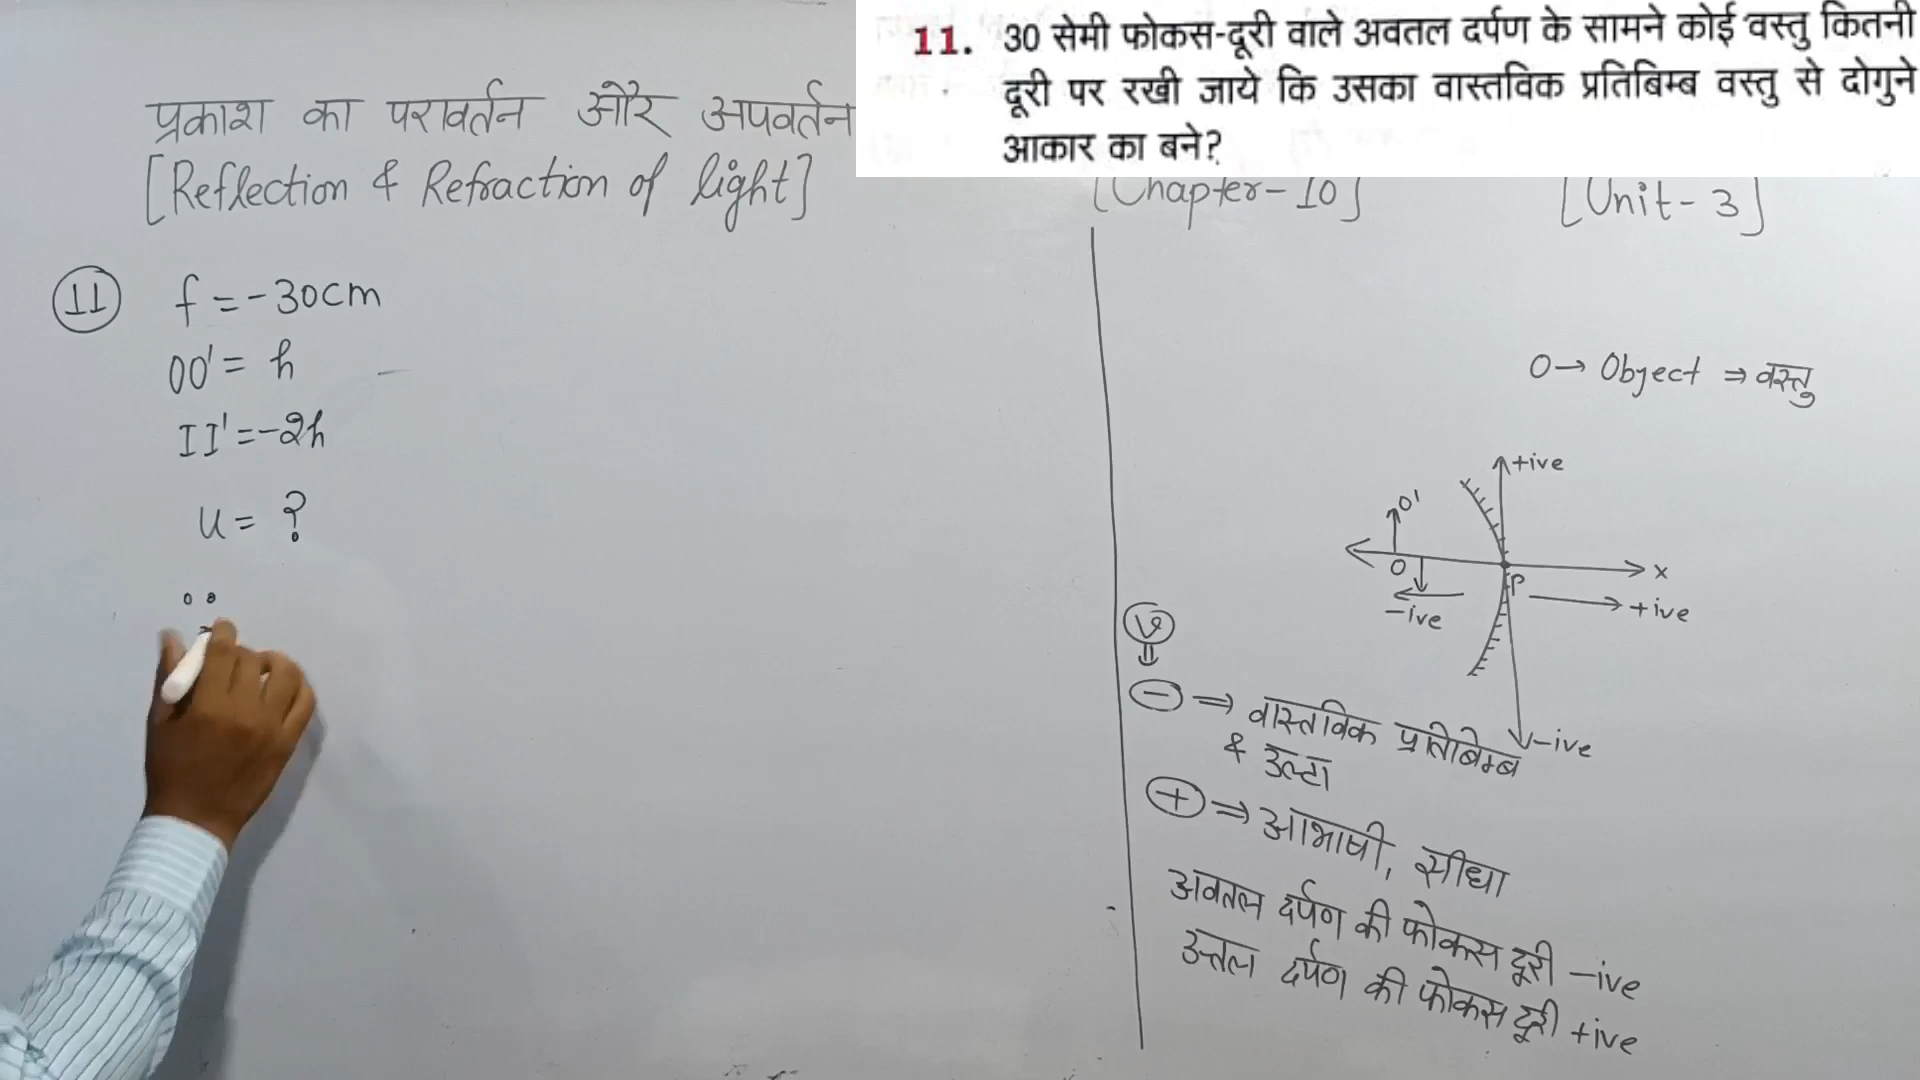 11. 30 सेमी फोकस-दूरी वाले अवतल दर्पण के सामने कोई वस्तु कितनी
दूरी पर रखी जाये कि उसका वास्तविक प्रतिबिम्ब वस्तु से दोगुने
आकार का बने?
प्रकाश का परावर्तन और अपवर्तन
[Reflection & Refraction of light]
[Chapter-10] [Unit-3]
11 f = -30cm
OO' = h
II' = -2h
u = ?
O → Object ⇒ वस्तु
+ive
O'
O
x
P
-ive
+ive
-ive
v
⇓
- ⇒ वास्तविक प्रतिबिम्ब
& उल्टा
+ ⇒ आभाषी, सीधा
अवतल दर्पण की फोकस दूरी -ive
उत्तल दर्पण की फोकस दूरी +ive